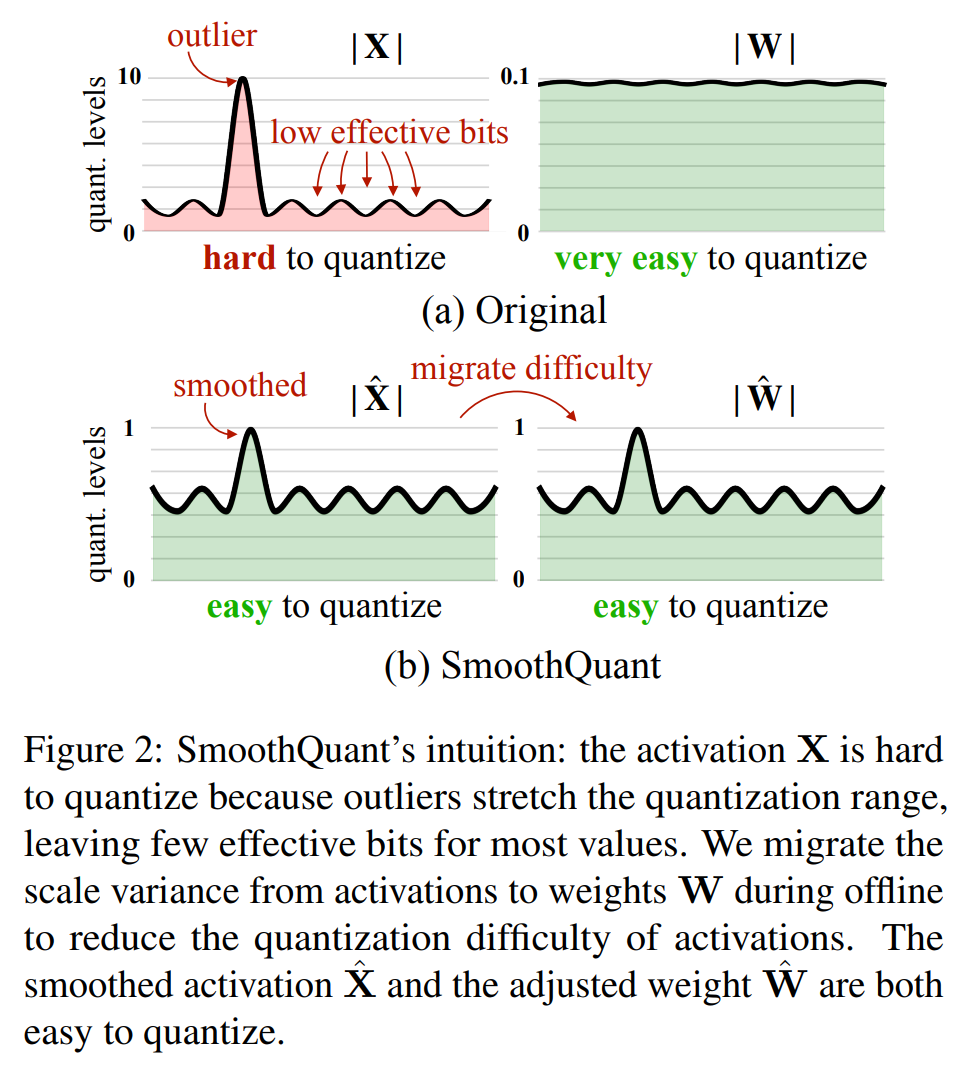 outlier
|X|
|W|
10
0.1
quant. levels
low effective bits
0
0
hard to quantize
very easy to quantize
(a) Original
migrate difficulty
smoothed
|X̂|
|Ŵ|
1
1
quant. levels
0
0
easy to quantize
easy to quantize
(b) SmoothQuant
Figure 2: SmoothQuant's intuition: the activation X is hard
to quantize because outliers stretch the quantization range,
leaving few effective bits for most values. We migrate the
scale variance from activations to weights W during offline
to reduce the quantization difficulty of activations. The
smoothed activation X̂ and the adjusted weight Ŵ are both
easy to quantize.